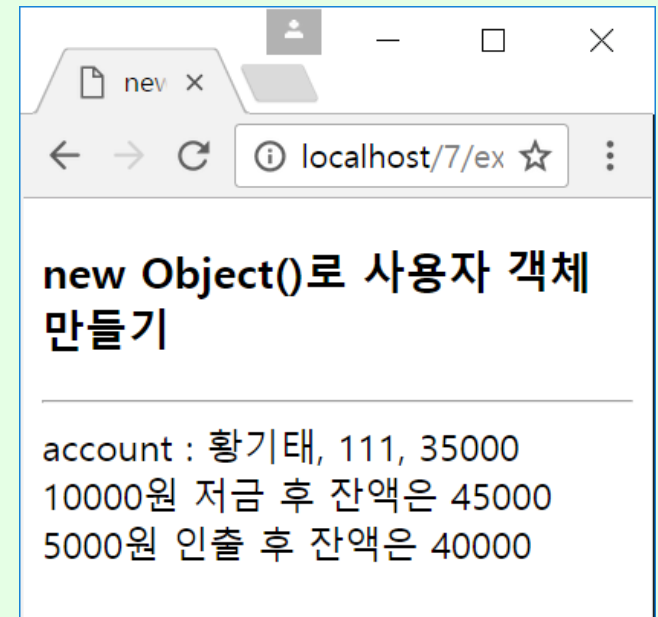 new
localhost/7/ex
new Object()로 사용자 객체
만들기
account : 황기태, 111, 35000
10000원 저금 후 잔액은 45000
5000원 인출 후 잔액은 40000